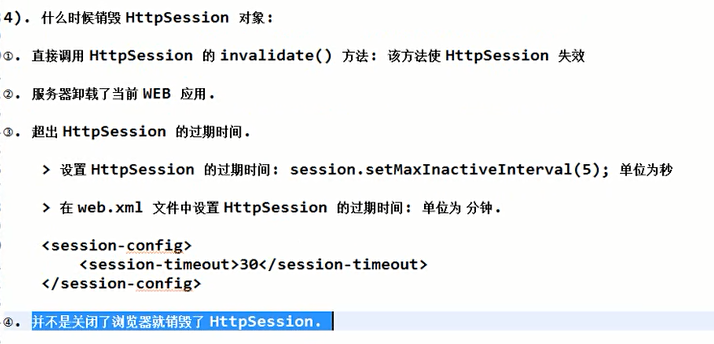 4). 什么时候销毁 HttpSession 对象:
①. 直接调用 HttpSession 的 invalidate() 方法: 该方法使 HttpSession 失效
②. 服务器卸载了当前 WEB 应用.
③. 超出 HttpSession 的过期时间.
> 设置 HttpSession 的过期时间: session.setMaxInactiveInterval(5); 单位为秒
> 在 web.xml 文件中设置 HttpSession 的过期时间: 单位为 分钟.
<session-config>
<session-timeout>30</session-timeout>
</session-config>
④. 并不是关闭了浏览器就销毁了 HttpSession.